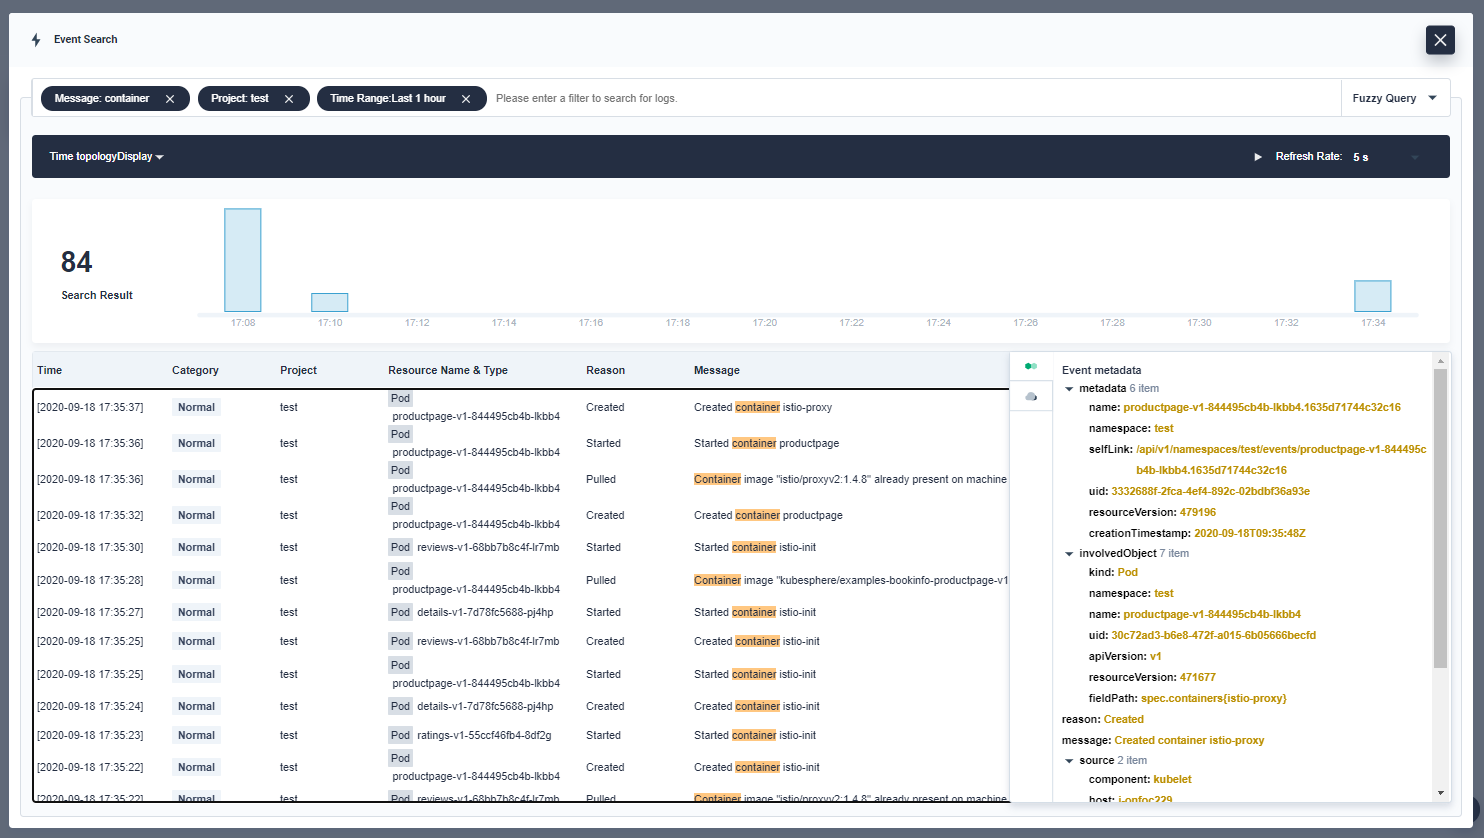 Event Search
Message: container
Project: test
Time Range:Last 1 hour
Please enter a filter to search for logs.
Fuzzy Query
Time topologyDisplay
Refresh Rate: 5 s
84
Search Result
17:08 17:10 17:12 17:14 17:16 17:18 17:20 17:22 17:24 17:26 17:28 17:30 17:32 17:34
Time Category Project Resource Name & Type Reason Message
[2020-09-18 17:35:37] Normal test Pod productpage-v1-844495cb4b-lkbb4 Created Created container istio-proxy
[2020-09-18 17:35:36] Normal test Pod productpage-v1-844495cb4b-lkbb4 Started Started container productpage
[2020-09-18 17:35:36] Normal test Pod productpage-v1-844495cb4b-lkbb4 Pulled Container image "istio/proxyv2:1.4.8" already present on machine
[2020-09-18 17:35:32] Normal test Pod productpage-v1-844495cb4b-lkbb4 Created Created container productpage
[2020-09-18 17:35:30] Normal test Pod reviews-v1-68bb7b8c4f-lr7mb Started Started container istio-init
[2020-09-18 17:35:28] Normal test Pod productpage-v1-844495cb4b-lkbb4 Pulled Container image "kubesphere/examples-bookinfo-productpage-v1
[2020-09-18 17:35:27] Normal test Pod details-v1-7d78fc5688-pj4hp Started Started container istio-init
[2020-09-18 17:35:25] Normal test Pod reviews-v1-68bb7b8c4f-lr7mb Created Created container istio-init
[2020-09-18 17:35:25] Normal test Pod productpage-v1-844495cb4b-lkbb4 Started Started container istio-init
[2020-09-18 17:35:24] Normal test Pod details-v1-7d78fc5688-pj4hp Created Created container istio-init
[2020-09-18 17:35:23] Normal test Pod ratings-v1-55ccf46fb4-8df2g Started Started container istio-init
[2020-09-18 17:35:22] Normal test Pod productpage-v1-844495cb4b-lkbb4 Created Created container istio-init
[2020-09-18 17:35:22] Normal test Pod reviews-v1-68bb7b8c4f-lr7mb Pulled Container image "istio/proxyv2:1.4.8" already present on machine
Event metadata
metadata 6 item
name: productpage-v1-844495cb4b-lkbb4.1635d71744c32c16
namespace: test
selfLink: /api/v1/namespaces/test/events/productpage-v1-844495c
b4b-lkbb4.1635d71744c32c16
uid: 3332688f-2fca-4ef4-892c-02bdbf36a93e
resourceVersion: 479196
creationTimestamp: 2020-09-18T09:35:48Z
involvedObject 7 item
kind: Pod
namespace: test
name: productpage-v1-844495cb4b-lkbb4
uid: 30c72ad3-b6e8-472f-a015-6b05666becfd
apiVersion: v1
resourceVersion: 471677
fieldPath: spec.containers{istio-proxy}
reason: Created
message: Created container istio-proxy
source 2 item
component: kubelet
host: i-onfoc229